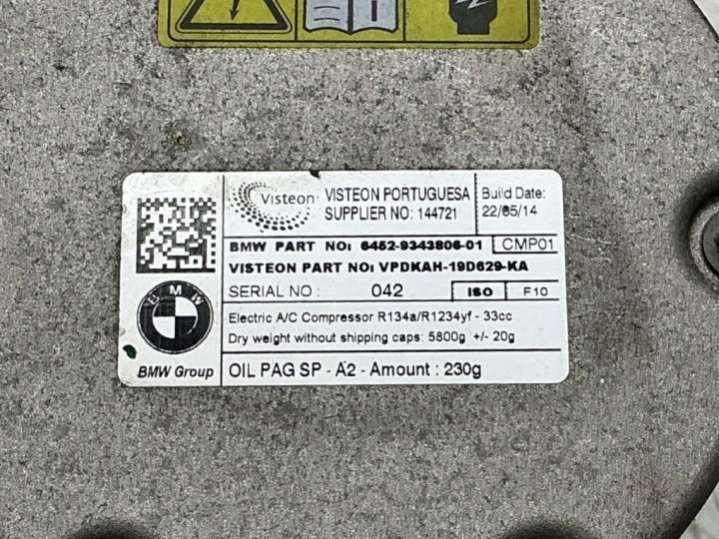 Visteon
VISTEON PORTUGUESA
SUPPLIER NO: 144721
Build Date:
22/05/14
BMW PART NO: 6452-9343806-01
CMP01
VISTEON PART NO: VPDKAH-19D629-KA
SERIAL NO : 042
ISO
F10
BMW
Electric A/C Compressor R134a/R1234yf - 33cc
Dry weight without shipping caps: 5800g +/- 20g
BMW Group
OIL PAG SP - A2 - Amount : 230g